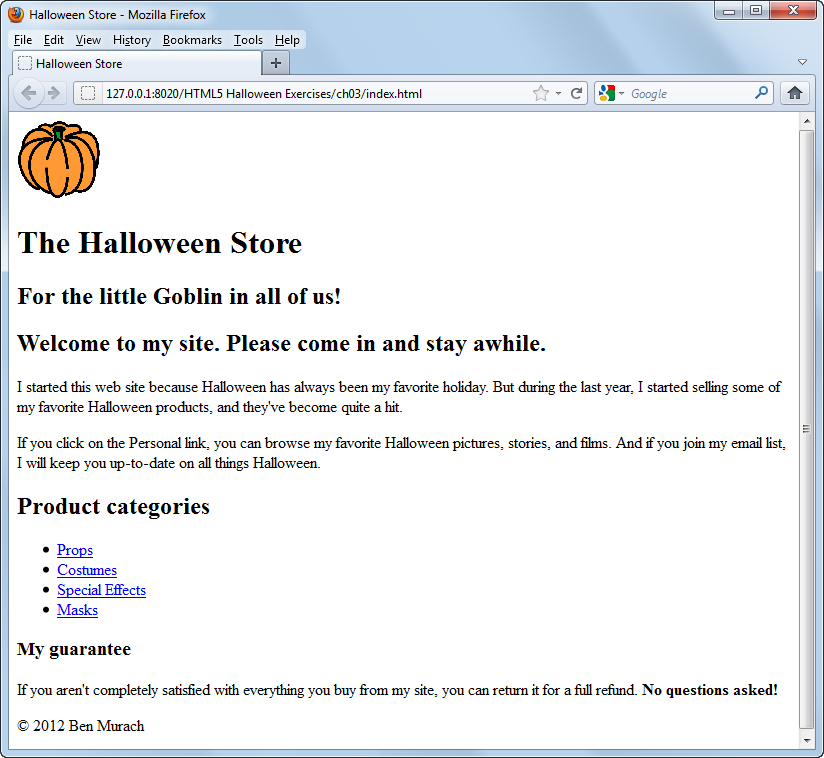 Halloween Store - Mozilla Firefox
File Edit View History Bookmarks Tools Help
Halloween Store
127.0.0.1:8020/HTML5 Halloween Exercises/ch03/index.html
Google
The Halloween Store
For the little Goblin in all of us!
Welcome to my site. Please come in and stay awhile.
I started this web site because Halloween has always been my favorite holiday. But during the last year, I started selling some of
my favorite Halloween products, and they've become quite a hit.
If you click on the Personal link, you can browse my favorite Halloween pictures, stories, and films. And if you join my email list,
I will keep you up-to-date on all things Halloween.
Product categories
Props
Costumes
Special Effects
Masks
My guarantee
If you aren't completely satisfied with everything you buy from my site, you can return it for a full refund. No questions asked!
© 2012 Ben Murach